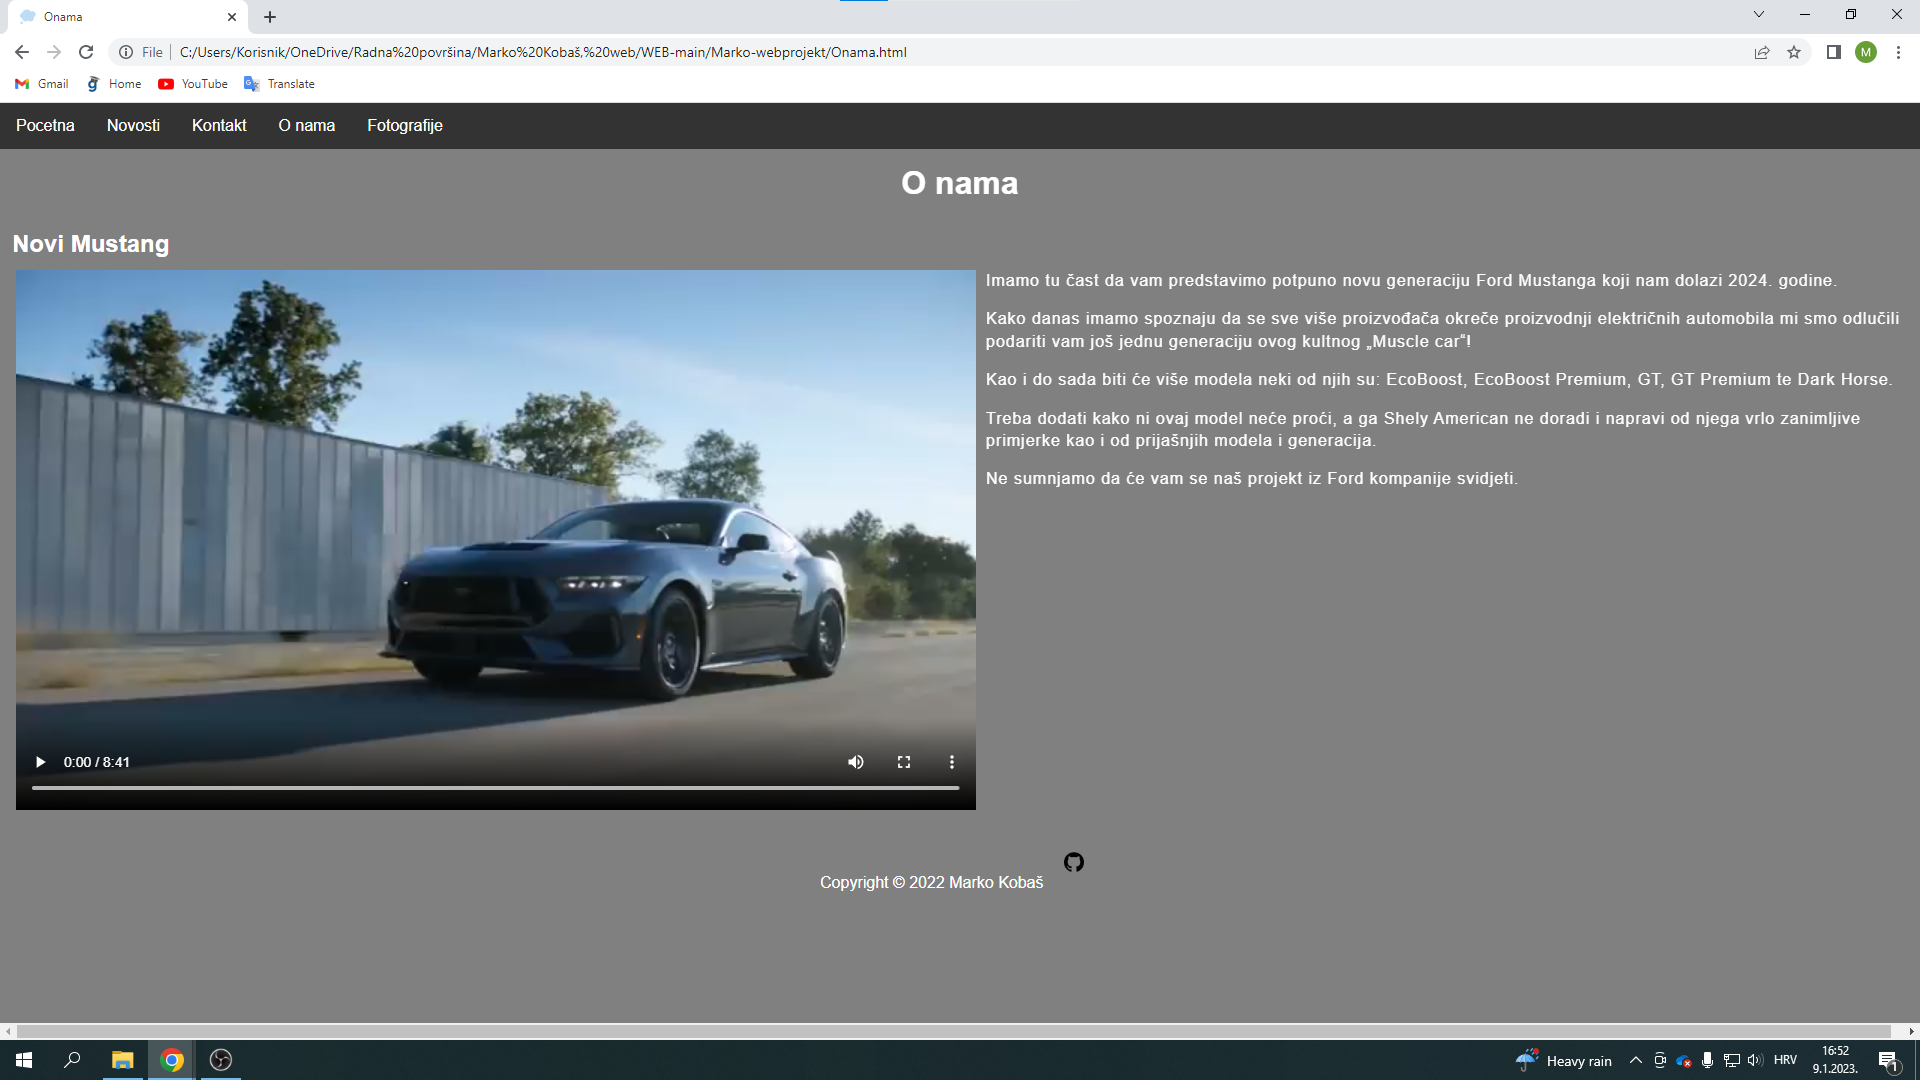 Onama
File
C:/Users/Korisnik/OneDrive/Radna%20površina/Marko%20Kobaš,%20web/WEB-main/Marko-webprojekt/Onama.html
M
Gmail
Home
YouTube
Translate
Pocetna
Novosti
Kontakt
O nama
Fotografije
O nama
Novi Mustang
Imamo tu čast da vam predstavimo potpuno novu generaciju Ford Mustanga koji nam dolazi 2024. godine.
Kako danas imamo spoznaju da se sve više proizvođača okreče proizvodnji električnih automobila mi smo odlučili
podariti vam još jednu generaciju ovog kultnog „Muscle car“!
Kao i do sada biti će više modela neki od njih su: EcoBoost, EcoBoost Premium, GT, GT Premium te Dark Horse.
Treba dodati kako ni ovaj model neće proći, a ga Shely American ne doradi i napravi od njega vrlo zanimljive
primjerke kao i od prijašnjih modela i generacija.
Ne sumnjamo da će vam se naš projekt iz Ford kompanije svidjeti.
0:00 / 8:41
Copyright © 2022 Marko Kobaš
Heavy rain
HRV
16:52
9.1.2023.
1